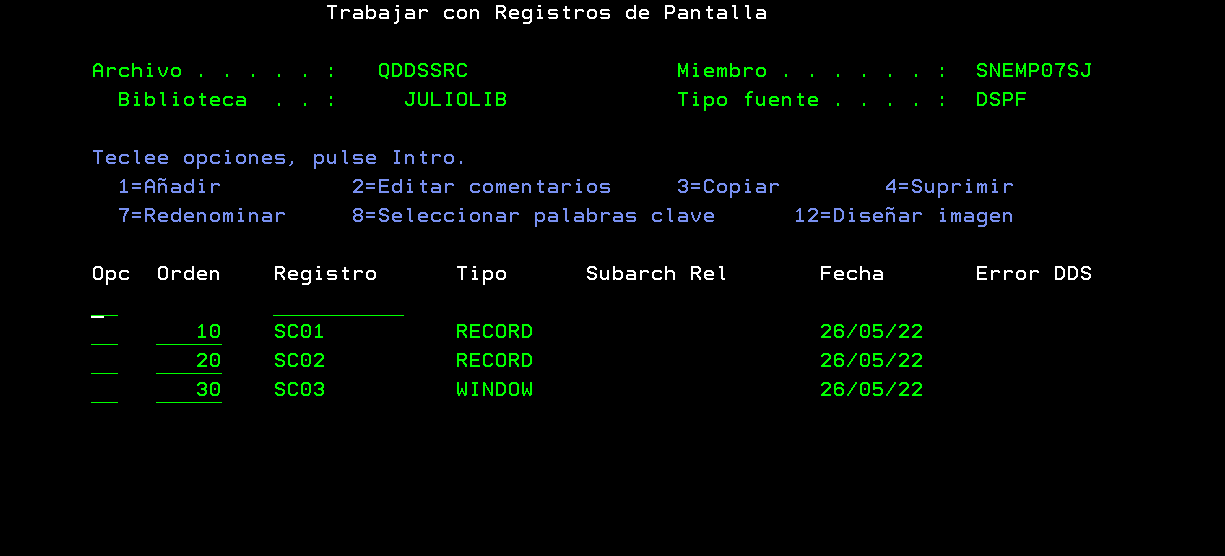 Trabajar con Registros de Pantalla
Archivo . . . . . : QDDSSRC Miembro . . . . . . : SNEMP07SJ
Biblioteca . . : JULIOLIB Tipo fuente . . . . : DSPF
Teclee opciones, pulse Intro.
1=Añadir 2=Editar comentarios 3=Copiar 4=Suprimir
7=Redenominar 8=Seleccionar palabras clave 12=Diseñar imagen
Opc Orden Registro Tipo Subarch Rel Fecha Error DDS
10 SC01 RECORD 26/05/22
20 SC02 RECORD 26/05/22
30 SC03 WINDOW 26/05/22